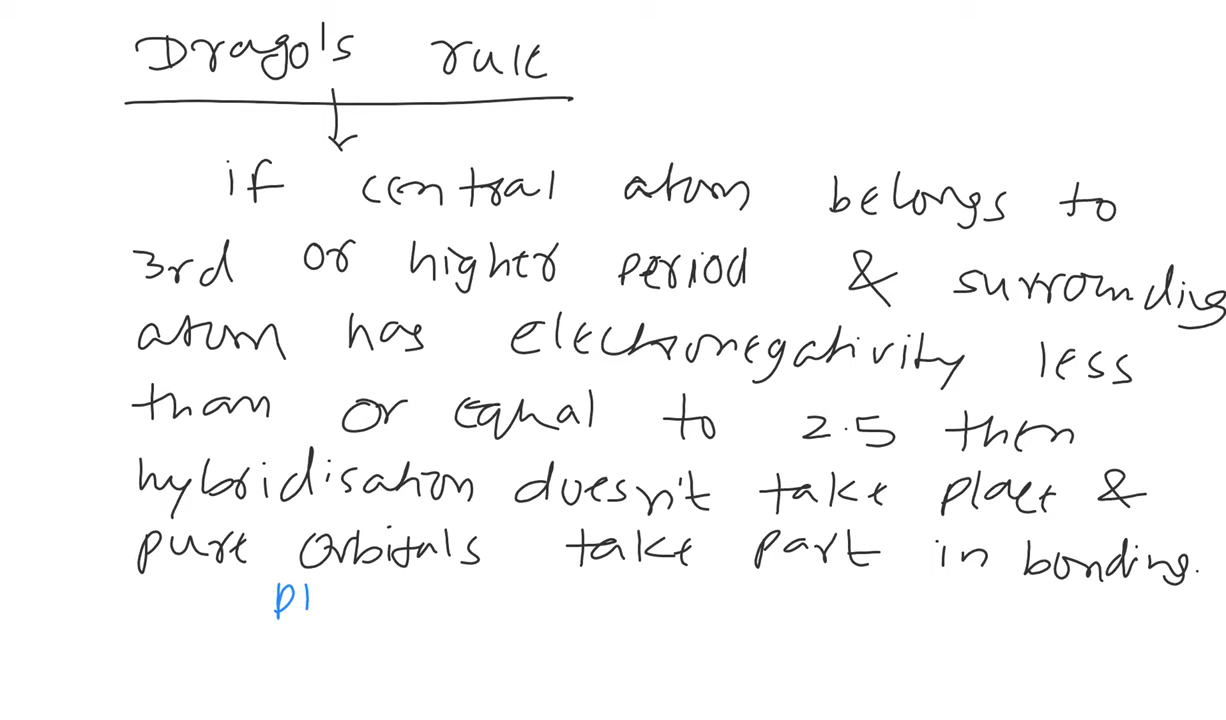 Drago's rule
if central atom belongs to
3rd or higher period & surrounding
atom has electronegativity less
than or equal to 2.5 then
hybridisation doesn't take place &
pure orbitals take part in bonding.